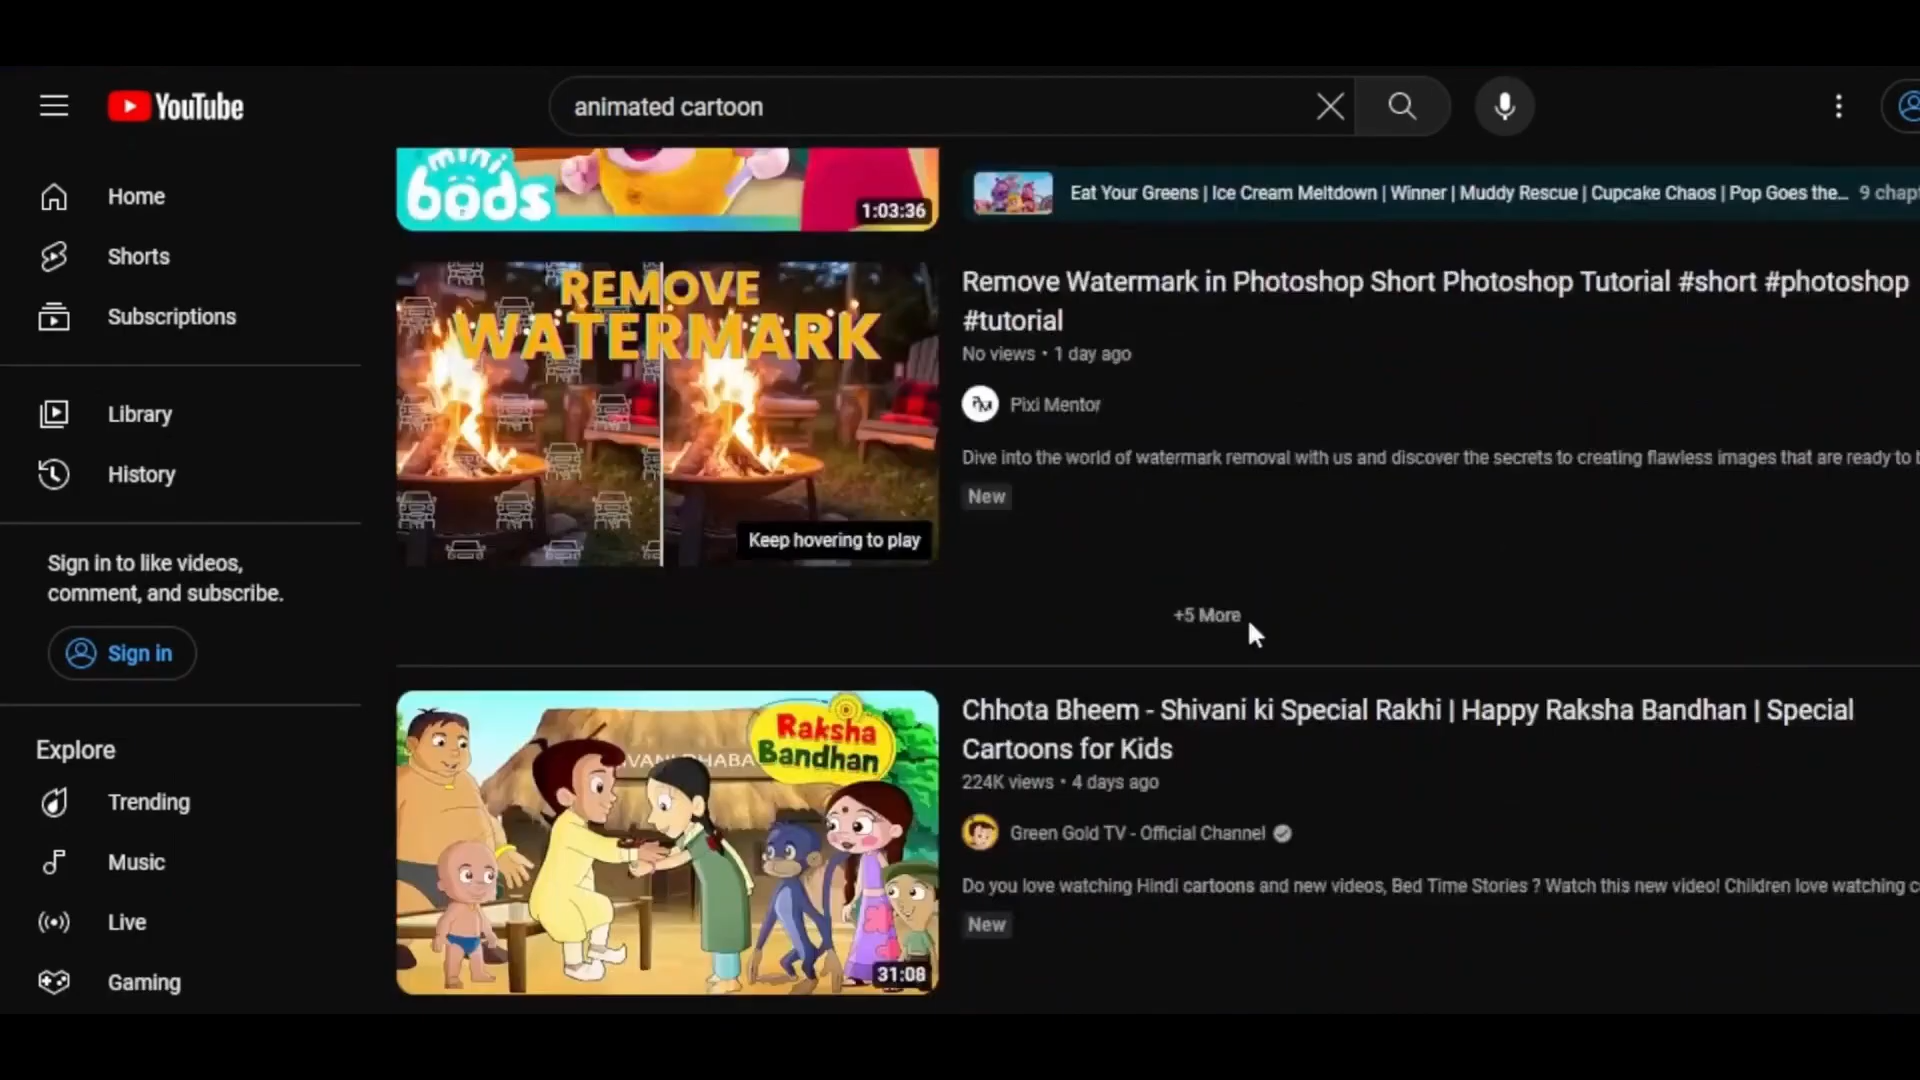 YouTube
animated cartoon
Home
Shorts
Subscriptions
Library
History
Sign in to like videos,
comment, and subscribe.
Sign in
Explore
Trending
Music
Live
Gaming
mini
bods
1:03:36
Eat Your Greens | Ice Cream Meltdown | Winner | Muddy Rescue | Cupcake Chaos | Pop Goes the... 9 chapt
REMOVE
WATERMARK
Keep hovering to play
Remove Watermark in Photoshop Short Photoshop Tutorial #short #photoshop
#tutorial
No views • 1 day ago
Pixi Mentor
Dive into the world of watermark removal with us and discover the secrets to creating flawless images that are ready to b
New
+5 More
Raksha
Bandhan
31:08
Chhota Bheem - Shivani ki Special Rakhi | Happy Raksha Bandhan | Special
Cartoons for Kids
224K views • 4 days ago
Green Gold TV - Official Channel
Do you love watching Hindi cartoons and new videos, Bed Time Stories ? Watch this new video! Children love watching c
New